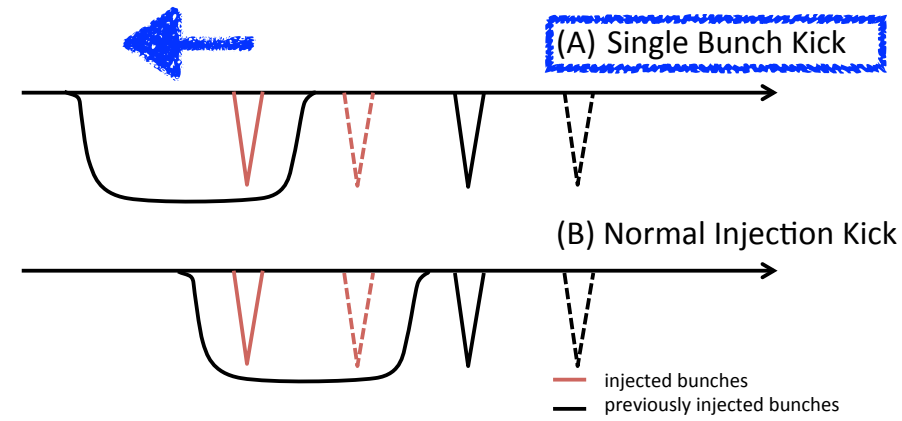 (A) Single Bunch Kick
(B) Normal Injection Kick
injected bunches
previously injected bunches